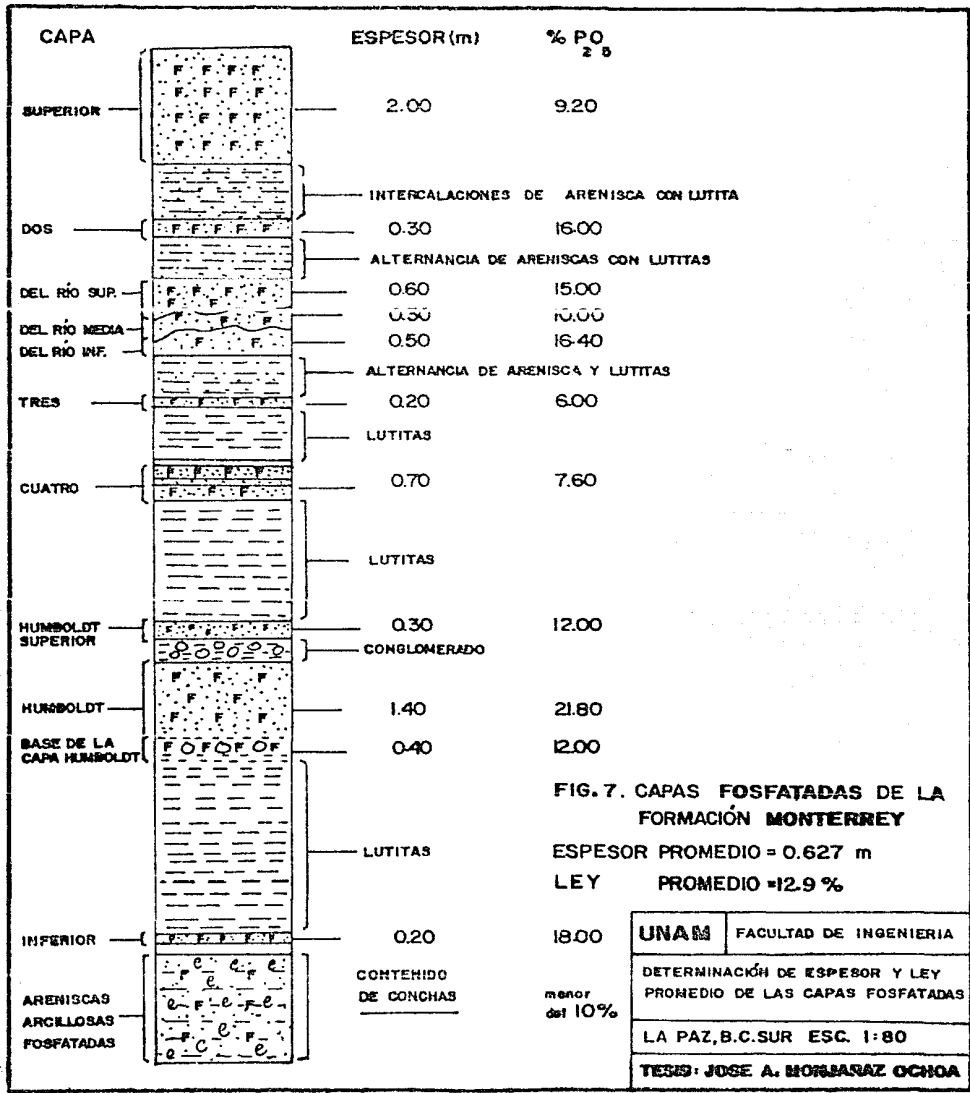 CAPA ESPESOR (m) % P2O5
SUPERIOR 2.00 9.20
INTERCALACIONES DE ARENISCA CON LUTITA
DOS 0.30 16.00
ALTERNANCIA DE ARENISCAS CON LUTITAS
DEL RÍO SUP. 0.60 15.00
DEL RÍO MEDIA 0.30 10.00
DEL RÍO INF. 0.50 16.40
ALTERNANCIA DE ARENISCA Y LUTITAS
TRES 0.20 6.00
LUTITAS
CUATRO 0.70 7.60
LUTITAS
HUMBOLDT SUPERIOR 0.30 12.00
CONGLOMERADO
HUMBOLDT 1.40 21.80
BASE DE LA CAPA HUMBOLDT 0.40 12.00
LUTITAS
INFERIOR 0.20 18.00
ARENISCAS ARCILLOSAS FOSFATADAS
CONTENIDO DE CONCHAS
menor del 10%
FIG. 7. CAPAS FOSFATADAS DE LA
FORMACIÓN MONTERREY
ESPESOR PROMEDIO = 0.627 m
LEY PROMEDIO = 12.9 %
UNAM FACULTAD DE INGENIERIA
DETERMINACIÓN DE ESPESOR Y LEY
PROMEDIO DE LAS CAPAS FOSFATADAS
LA PAZ, B.C. SUR ESC. 1:80
TESIS: JOSE A. MONJARAZ OCHOA